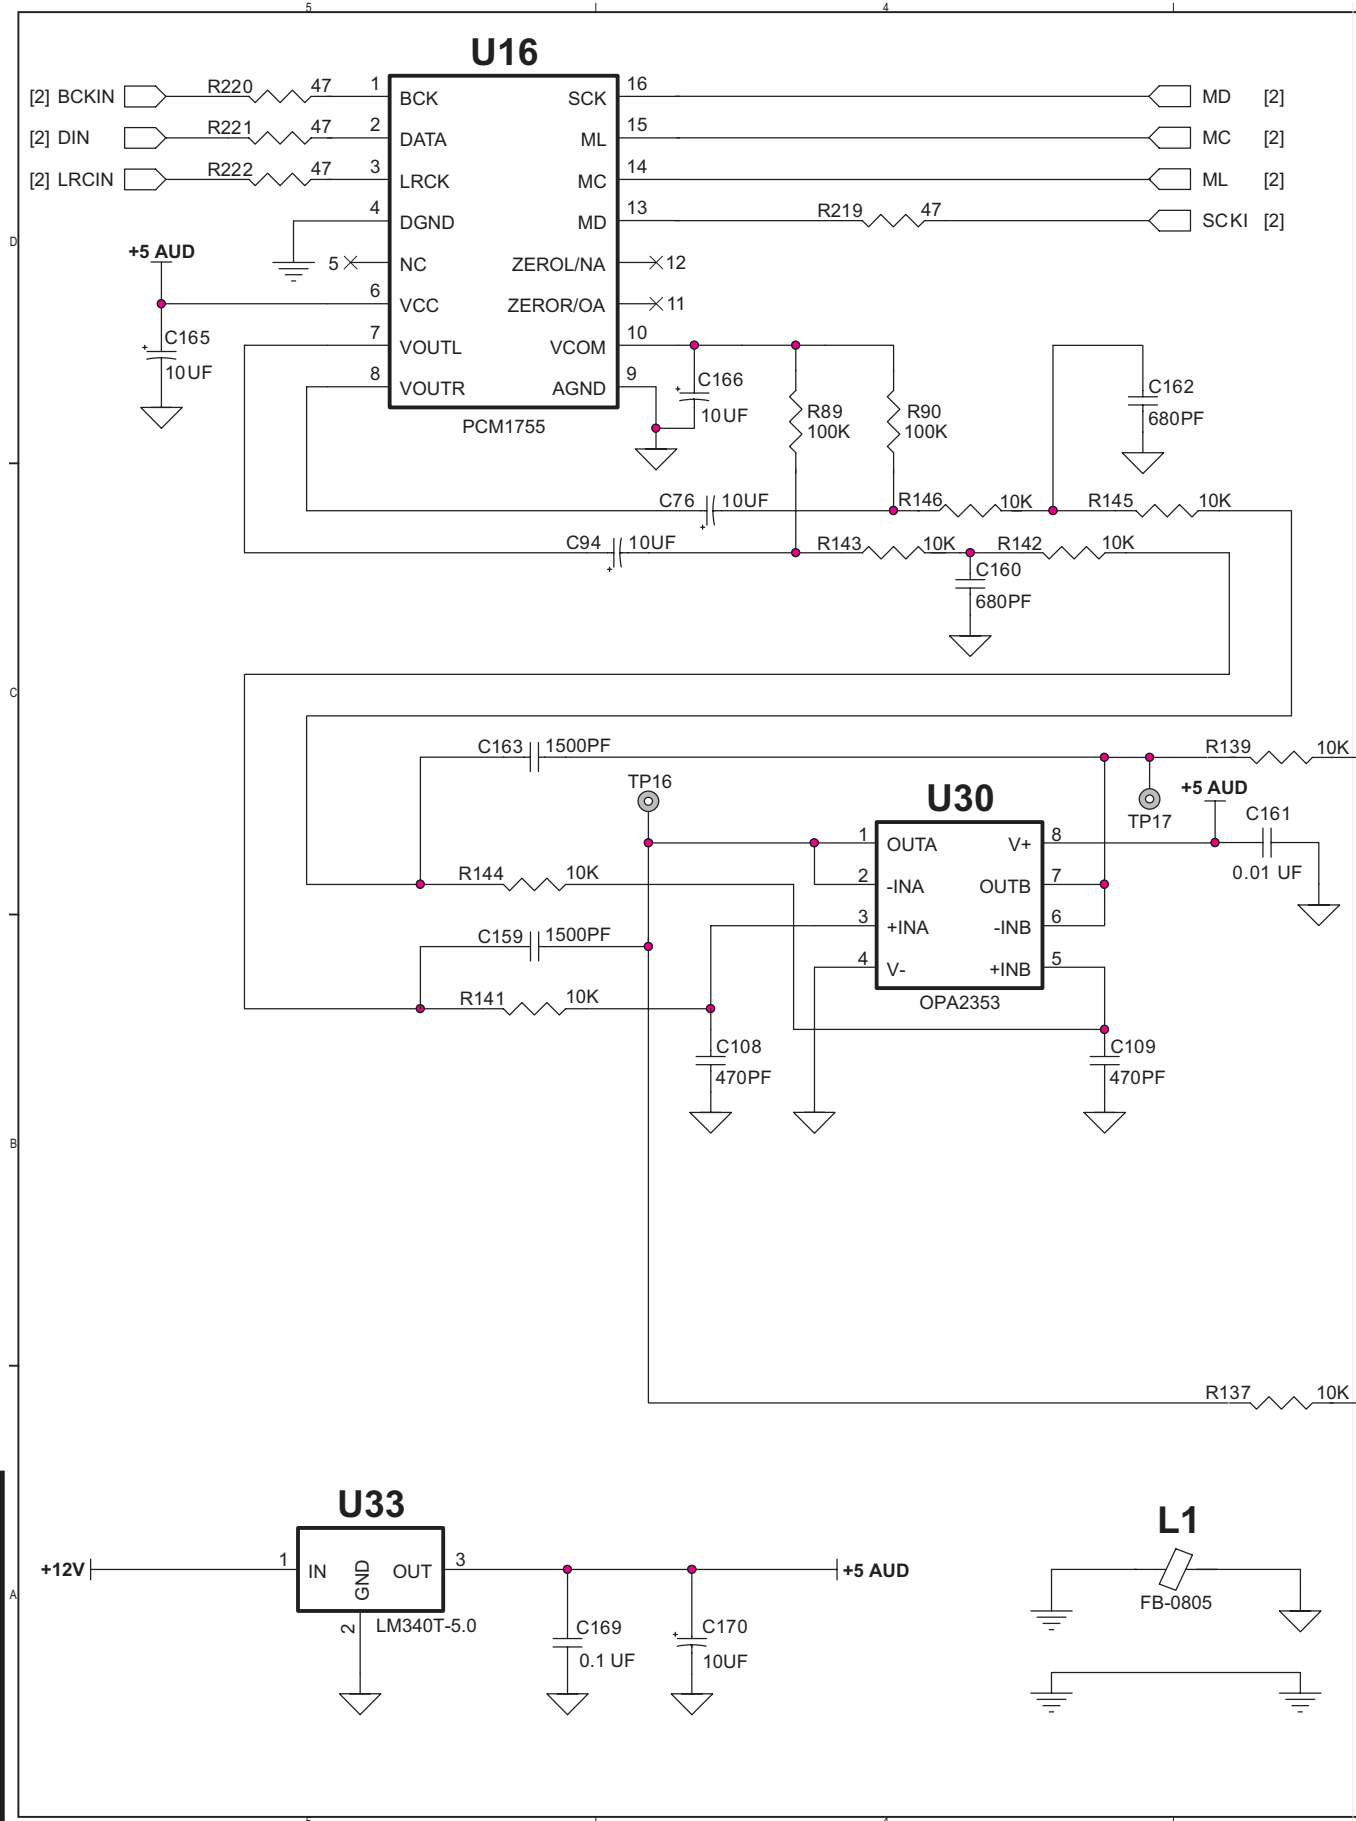 5 4
U16
[2] BCKIN R220 47 1 BCK SCK 16 MD [2]
[2] DIN R221 47 2 DATA ML 15 MC [2]
[2] LRCIN R222 47 3 LRCK MC 14 ML [2]
4 DGND MD 13 R219 47 SCKI [2]
D
+5 AUD
5 NC ZEROL/NA 12
6 VCC ZEROR/OA 11
C165
10UF
7 VOUTL VCOM 10
8 VOUTR AGND 9
PCM1755
C166
10UF
R89
100K
R90
100K
C162
680PF
C76 10UF R146 10K R145 10K
C94 10UF R143 10K R142 10K
C160
680PF
C
C163 1500PF R139 10K
TP16
U30
TP17
+5 AUD
C161
0.01 UF
1 OUTA V+ 8
R144 10K 2 -INA OUTB 7
3 +INA -INB 6
C159 1500PF
4 V- +INB 5
R141 10K
OPA2353
C108
470PF
C109
470PF
B
R137 10K
U33
L1
A
+12V 1 IN GND OUT 3 +5 AUD
2
LM340T-5.0
C169
0.1 UF
C170
10UF
FB-0805
5 4